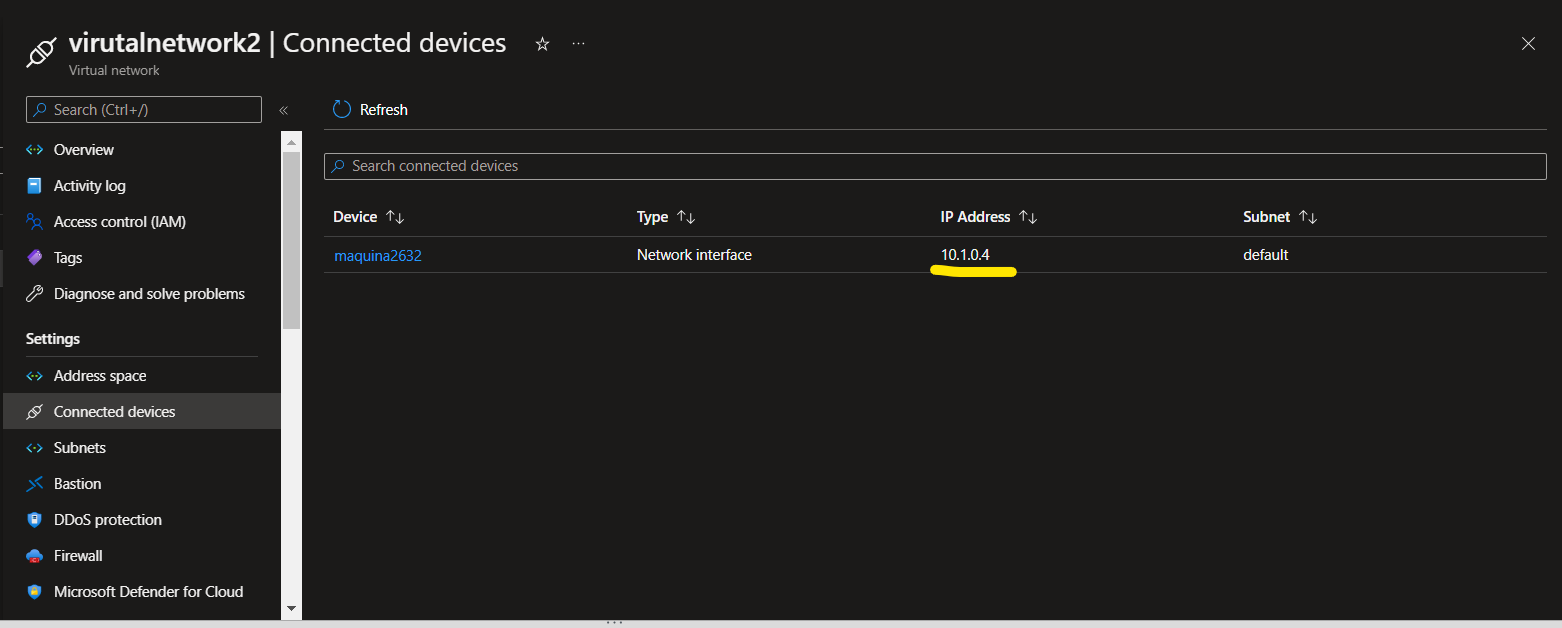 virutalnetwork2 | Connected devices ☆ ...
Virtual network
Search (Ctrl+/) «
Overview
Activity log
Access control (IAM)
Tags
Diagnose and solve problems
Settings
Address space
Connected devices
Subnets
Bastion
DDoS protection
Firewall
Microsoft Defender for Cloud
Refresh
Search connected devices
Device ↑↓ Type ↑↓ IP Address ↑↓ Subnet ↑↓
maquina2632 Network interface 10.1.0.4 default